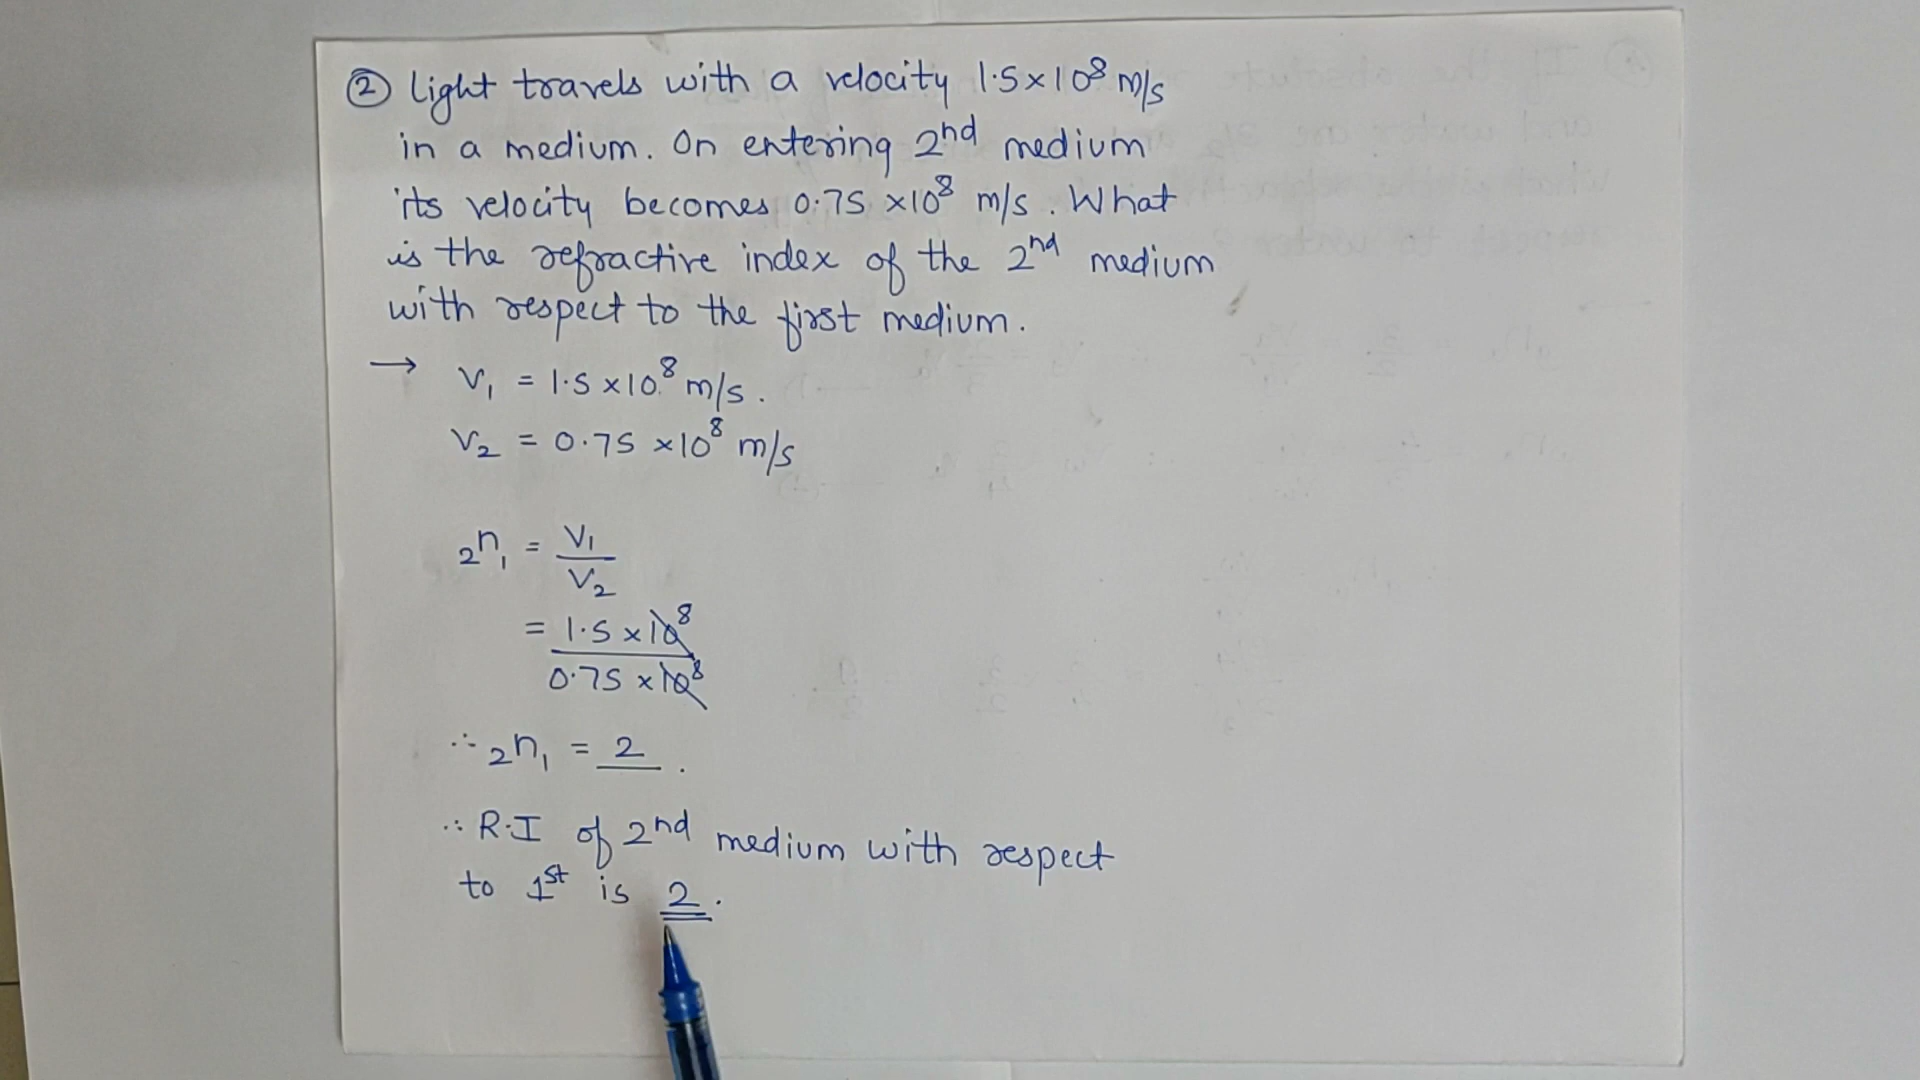 ② light travels with a velocity 1.5×10⁸ m/s
in a medium. On entering 2nd medium
its velocity becomes 0.75 ×10⁸ m/s. What
is the refractive index of the 2nd medium
with respect to the first medium.
→ V₁ = 1.5 ×10⁸ m/s.
V₂ = 0.75 ×10⁸ m/s
₂n₁ = V₁
V₂
= 1.5 ×10⁸
0.75 ×10⁸
∴ ₂n₁ = 2 .
∴ R.I of 2nd medium with respect
to 1st is 2.